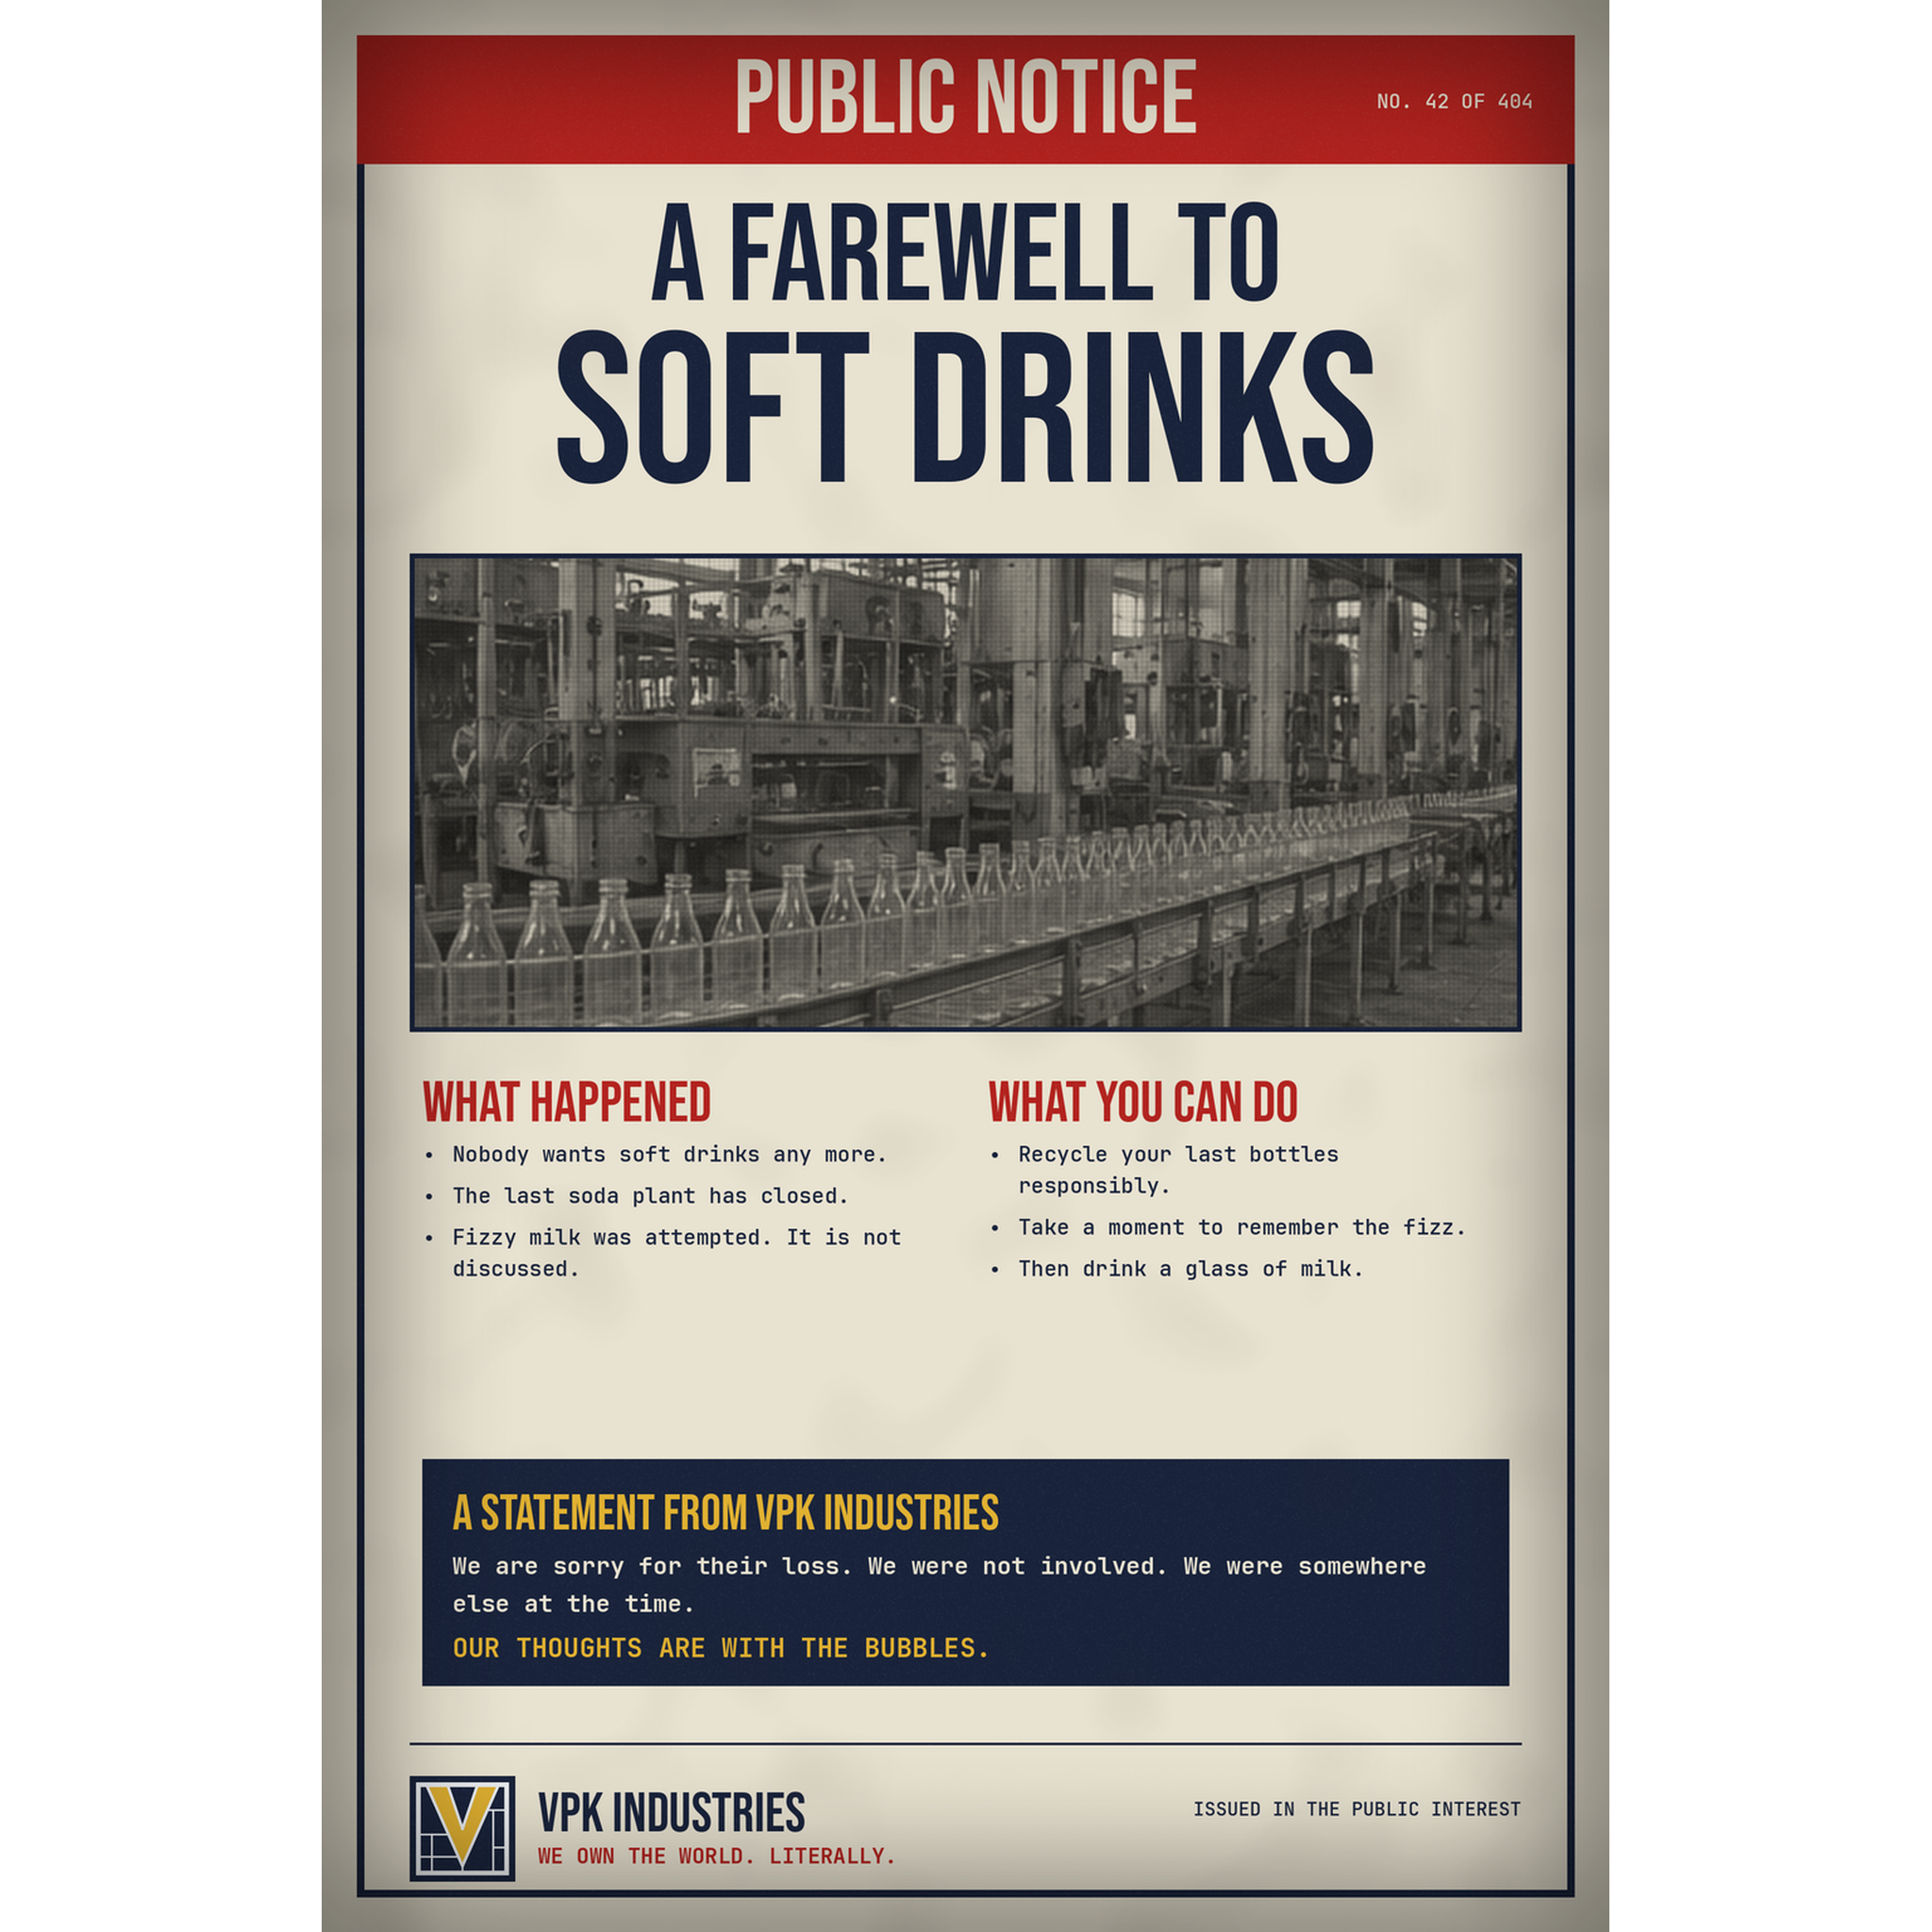 PUBLIC NOTICE
NO. 42 OF 404
A FAREWELL TO
SOFT DRINKS
WHAT HAPPENED
• Nobody wants soft drinks any more.
• The last soda plant has closed.
• Fizzy milk was attempted. It is not
discussed.
WHAT YOU CAN DO
• Recycle your last bottles
responsibly.
• Take a moment to remember the fizz.
• Then drink a glass of milk.
A STATEMENT FROM VPK INDUSTRIES
We are sorry for their loss. We were not involved. We were somewhere
else at the time.
OUR THOUGHTS ARE WITH THE BUBBLES.
V
VPK INDUSTRIES
WE OWN THE WORLD. LITERALLY.
ISSUED IN THE PUBLIC INTEREST